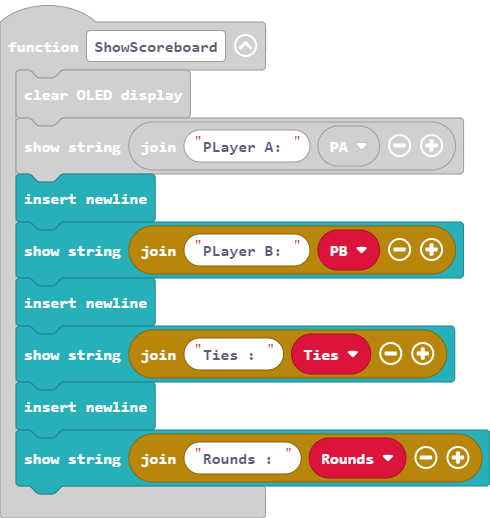 function ShowScoreboard
clear OLED display
show string join "PLayer A: " PA
insert newline
show string join "PLayer B: " PB
insert newline
show string join "Ties : " Ties
insert newline
show string join "Rounds : " Rounds